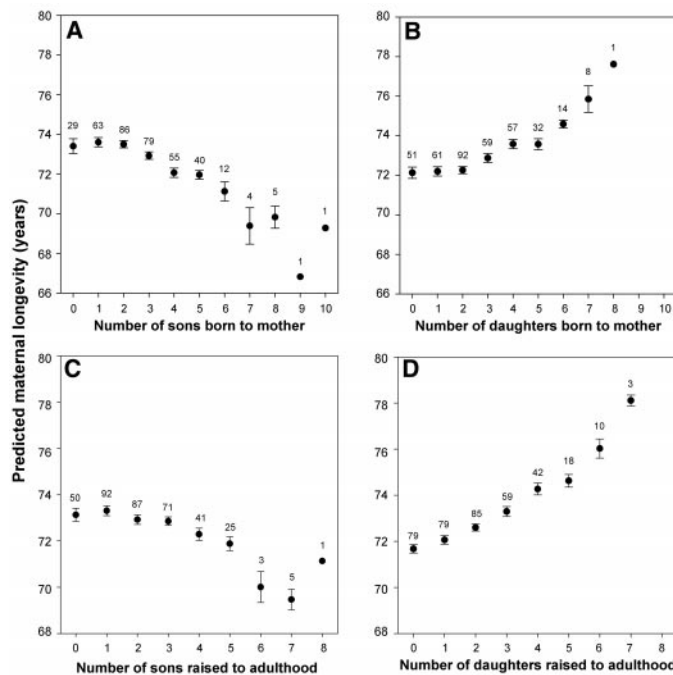 Predicted maternal longevity (years)
A
80
78
76
74
72
70
68
66
29 63 86 79 55 40 12 4 5 1 1
0 1 2 3 4 5 6 7 8 9 10
Number of sons born to mother
B
80
78
76
74
72
70
68
66
51 61 92 59 57 32 14 8 1
0 1 2 3 4 5 6 7 8 9 10
Number of daughters born to mother
C
80
78
76
74
72
70
68
50 92 87 71 41 25 3 5 1
0 1 2 3 4 5 6 7 8
Number of sons raised to adulthood
D
80
78
76
74
72
70
68
79 79 85 59 42 18 10 3
0 1 2 3 4 5 6 7 8
Number of daughters raised to adulthood